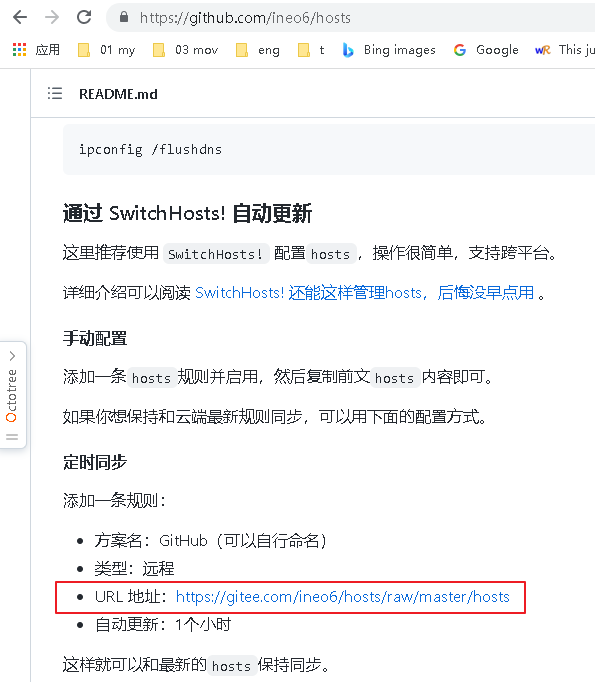 https://github.com/ineo6/hosts
应用 01 my 03 mov eng t Bing images Google This ju
README.md
ipconfig /flushdns
通过 SwitchHosts! 自动更新
这里推荐使用 SwitchHosts! 配置 hosts ，操作很简单，支持跨平台。
详细介绍可以阅读 SwitchHosts! 还能这样管理hosts，后悔没早点用 。
手动配置
添加一条 hosts 规则并启用，然后复制前文 hosts 内容即可。
如果你想保持和云端最新规则同步，可以用下面的配置方式。
Octotree
定时同步
添加一条规则：
方案名：GitHub（可以自行命名）
类型：远程
URL 地址：https://gitee.com/ineo6/hosts/raw/master/hosts
自动更新：1个小时
这样就可以和最新的 hosts 保持同步。